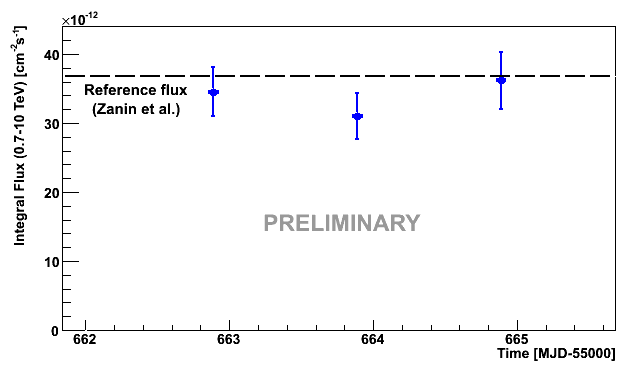 ×10⁻¹²
Integral Flux (0.7-10 TeV) [cm⁻²s⁻¹]
40
30
20
10
0
Reference flux
(Zanin et al.)
PRELIMINARY
662 663 664 665
Time [MJD-55000]